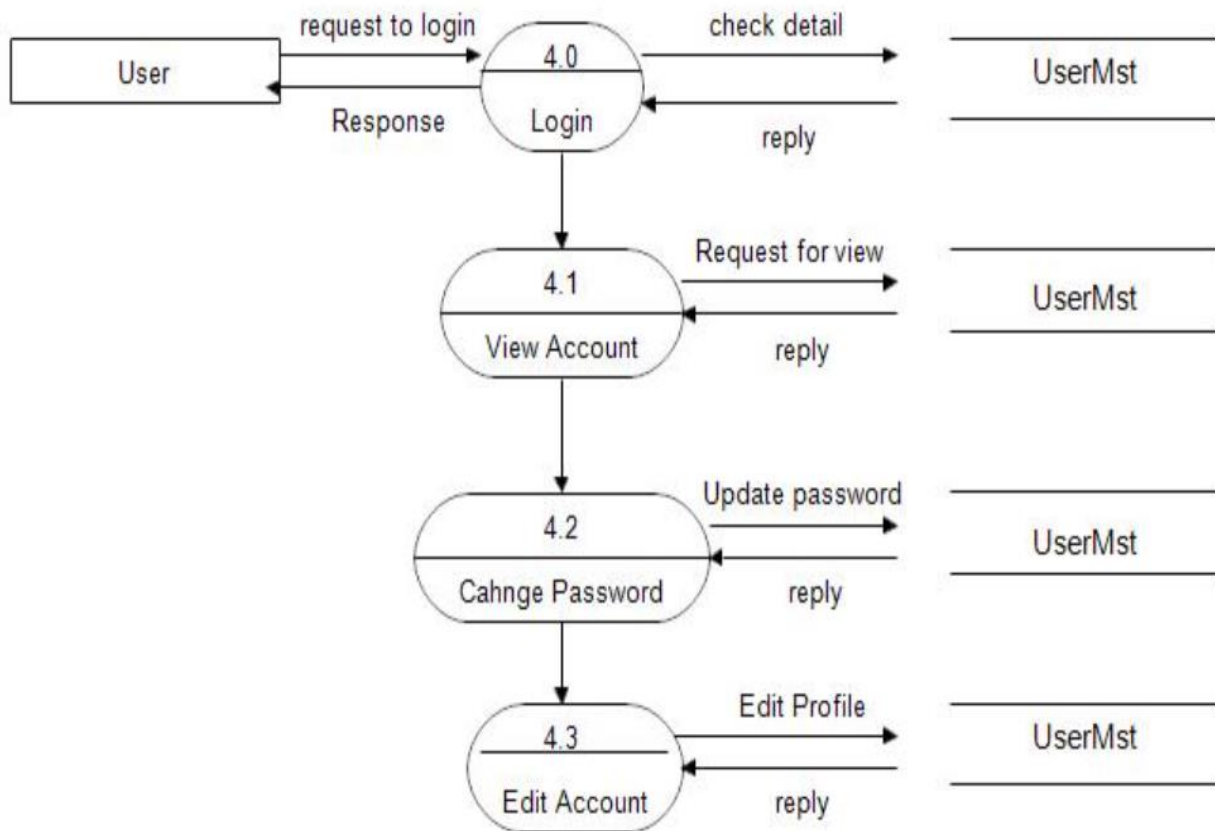 request to login
check detail
User
4.0
UserMst
Response
Login
reply
Request for view
4.1
UserMst
View Account
reply
Update password
4.2
UserMst
Cahnge Password
reply
Edit Profile
4.3
UserMst
Edit Account
reply